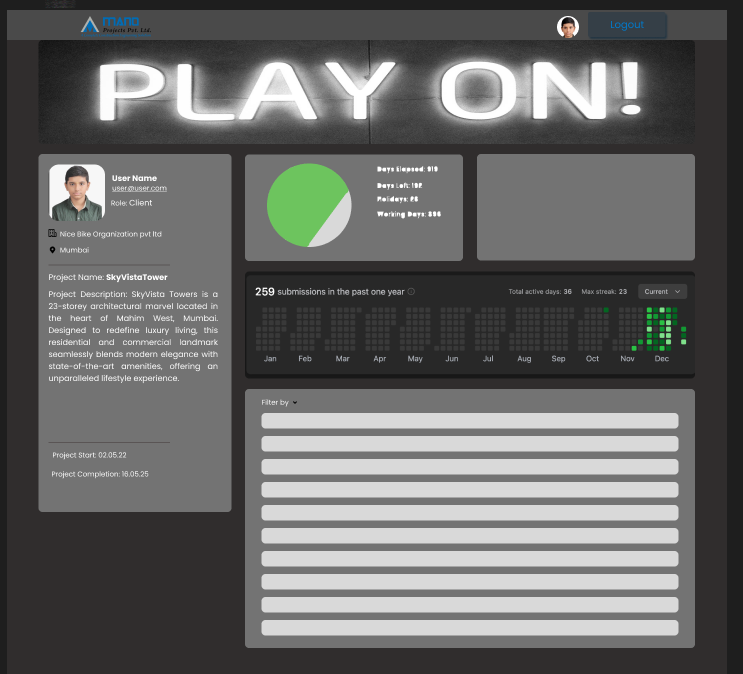 MANO
Projects Pvt. Ltd.
Logout
PLAY ON!
User Name
user@user.com
Role: Client
Nice Bike Organization pvt ltd
Mumbai
Project Name: SkyVistaTower
Project Description: SkyVista Towers is a
23-storey architectural marvel located in
the heart of Mahim West, Mumbai.
Designed to redefine luxury living, this
residential and commercial landmark
seamlessly blends modern elegance with
state-of-the-art amenities, offering an
unparalleled lifestyle experience.
Project Start: 02.05.22
Project Completion: 16.05.25
Days Elapsed:
Days Left:
Holidays:
Working Days:
259 submissions in the past one year
Total active days: 36
Max streak: 23
Current
Jan Feb Mar Apr May Jun Jul Aug Sep Oct Nov Dec
Filter by